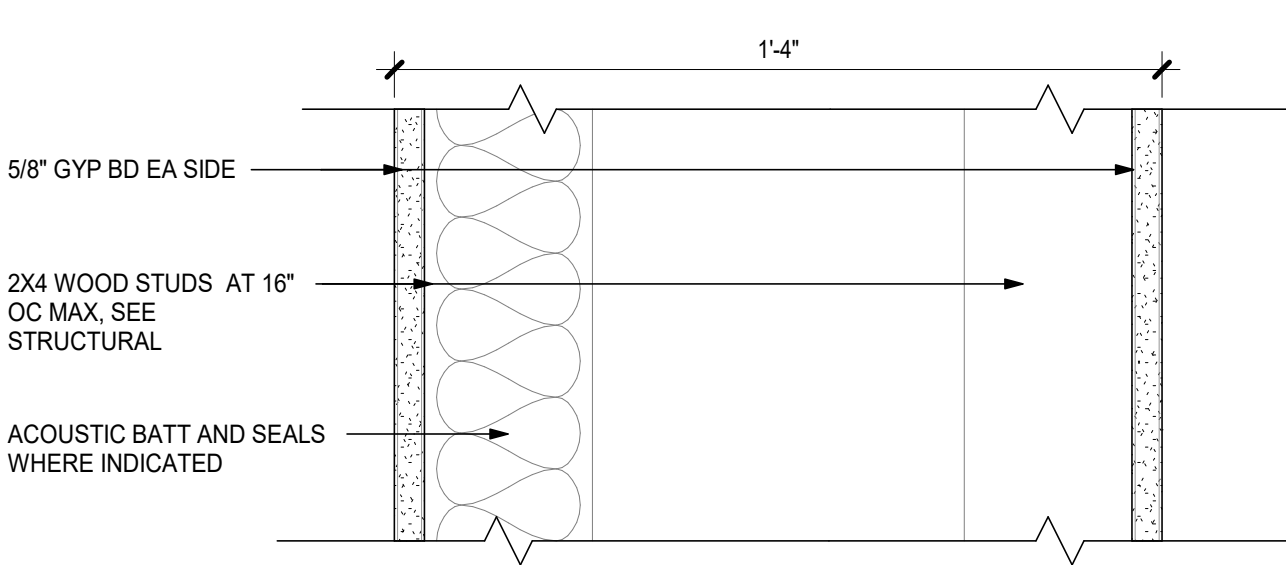 1'-4"
5/8" GYP BD EA SIDE
2X4 WOOD STUDS AT 16"
OC MAX, SEE
STRUCTURAL
ACOUSTIC BATT AND SEALS
WHERE INDICATED